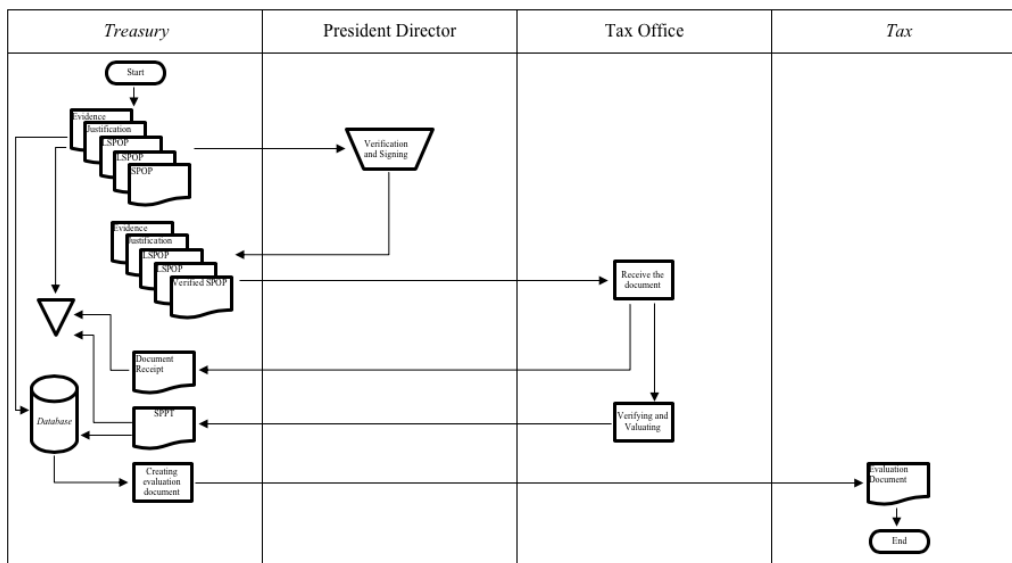 Treasury
President Director
Tax Office
Tax
Start
Evidence
Justification
LSPOP
LSPOP
SPOP
Verification
and Signing
Evidence
Justification
LSPOP
LSPOP
Verified SPOP
Receive the
document
Document
Receipt
Database
SPPT
Verifying and
Valuating
Creating
evaluation
document
Evaluation
Document
End